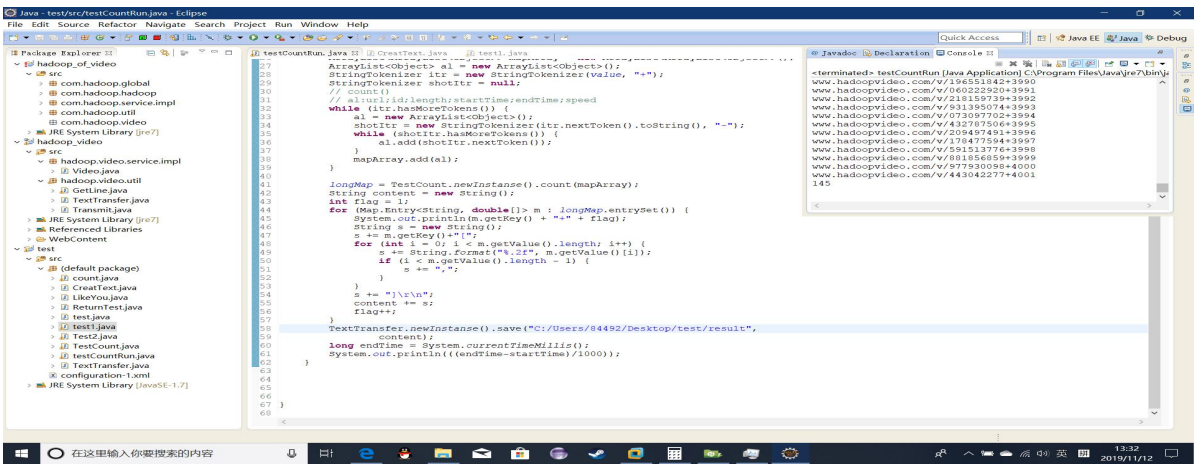 Java - test/src/testCountRun.java - Eclipse
File Edit Source Refactor Navigate Search Project Run Window Help
Quick Access
Java EE Java Debug
Package Explorer
hadoop_of_video
src
com.hadoop.global
com.hadoop.hadoop
com.hadoop.service.impl
com.hadoop.util
com.hadoop.video
JRE System Library [jre7]
hadoop_video
src
hadoop.video.service.impl
Video.java
hadoop.video.util
GetLine.java
TextTransfer.java
Transmit.java
JRE System Library [jre7]
Referenced Libraries
WebContent
test
src
(default package)
count.java
CreatText.java
LikeYou.java
ReturnTest.java
test.java
test1.java
Test2.java
TestCount.java
testCountRun.java
TextTransfer.java
configuration-1.xml
JRE System Library [JavaSE-1.7]
testCountRun.java CreatText.java test1.java
27 ArrayList<Object> al = new ArrayList<Object>();
28 StringTokenizer itr = new StringTokenizer(value, "+");
29 StringTokenizer shotItr = null;
30 // count()
31 // al:url;id;length;startTime;endTime;speed
32 while (itr.hasMoreTokens()) {
33 al = new ArrayList<Object>();
34 shotItr = new StringTokenizer(itr.nextToken().toString(), "-");
35 while (shotItr.hasMoreTokens()) {
36 al.add(shotItr.nextToken());
37 }
38 mapArray.add(al);
39 }
40
41 longMap = TestCount.newInstanse().count(mapArray);
42 String content = new String();
43 int flag = 1;
44 for (Map.Entry<String, double[]> m : longMap.entrySet()) {
45 System.out.println(m.getKey() + "+" + flag);
46 String s = new String();
47 s += m.getKey()+"[";
48 for (int i = 0; i < m.getValue().length; i++) {
49 s += String.format("%.2f", m.getValue()[i]);
50 if (i < m.getValue().length - 1) {
51 s += ",";
52 }
53 }
54 s += "]\r\n";
55 content += s;
56 flag++;
57 }
58 TextTransfer.newInstanse().save("C:/Users/84492/Desktop/test/result",
59 content);
60 long endTime = System.currentTimeMillis();
61 System.out.println(((endTime-startTime)/1000));
62 }
63
64
65
66
67 }
68
@ Javadoc Declaration Console
<terminated> testCountRun [Java Application] C:\Program Files\Java\jre7\bin\ja
www.hadoopvideo.com/v/196551842+3990
www.hadoopvideo.com/v/060222920+3991
www.hadoopvideo.com/v/218159739+3992
www.hadoopvideo.com/v/931395074+3993
www.hadoopvideo.com/v/073097702+3994
www.hadoopvideo.com/v/432787506+3995
www.hadoopvideo.com/v/209497491+3996
www.hadoopvideo.com/v/178477594+3997
www.hadoopvideo.com/v/591513776+3998
www.hadoopvideo.com/v/881856859+3999
www.hadoopvideo.com/v/977930098+4000
www.hadoopvideo.com/v/443042277+4001
145
在这里输入你要搜索的内容
英
13:32
2019/11/12